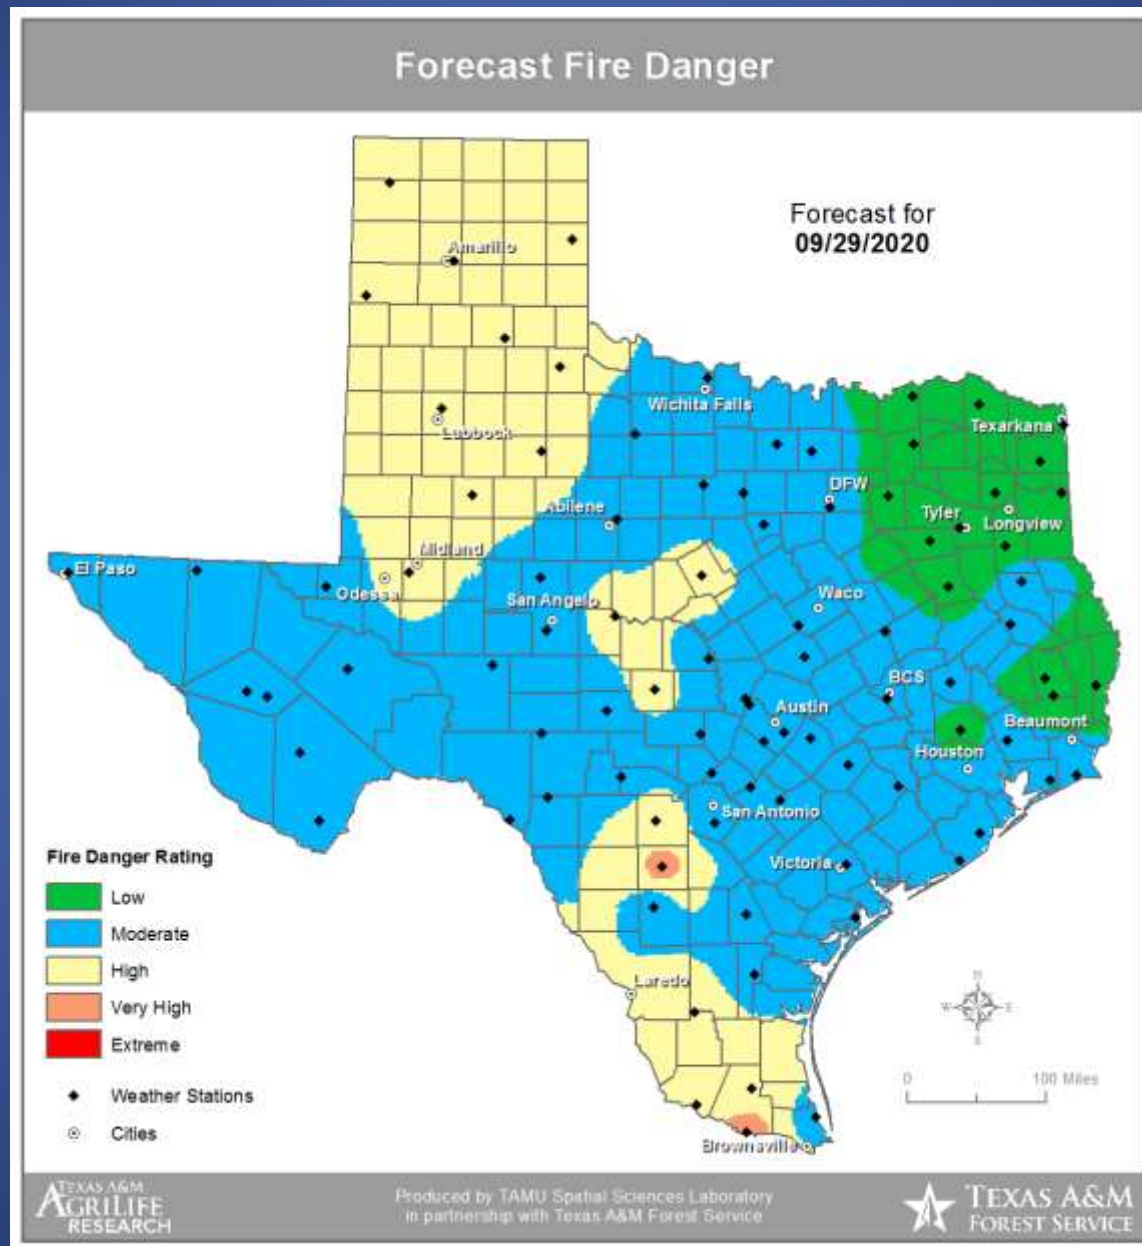 Forecast Fire Danger
Forecast for
09/29/2020
Amarillo
Lubbock
Wichita Falls
Texarkana
DFW
Abilene
Tyler
Longview
Midland
El Paso
Odessa
San Angelo
Waco
BCS
Austin
Beaumont
Houston
San Antonio
Victoria
Laredo
Brownsville
Fire Danger Rating
Low
Moderate
High
Very High
Extreme
Weather Stations
Cities
N
W
E
S
0
100 Miles
TEXAS A&M
AGRILIFE
RESEARCH
Produced by TAMU Spatial Sciences Laboratory
in partnership with Texas A&M Forest Service
TEXAS A&M
FOREST SERVICE